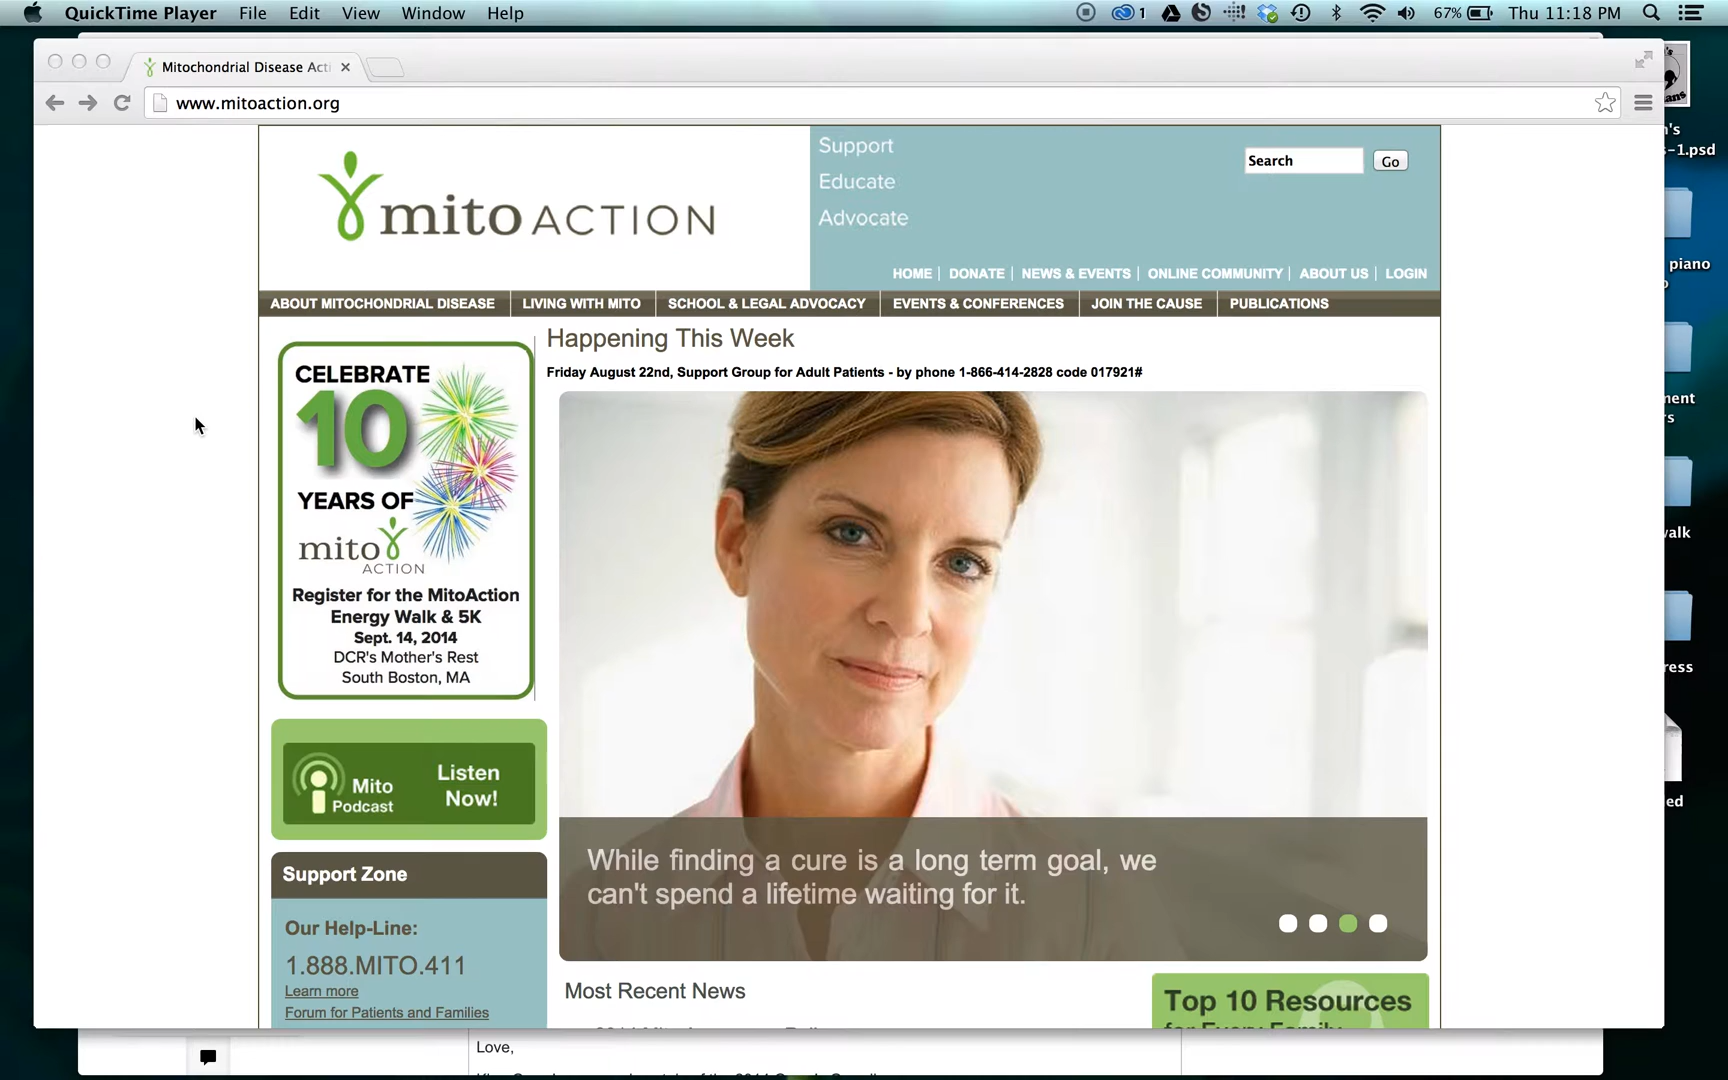 QuickTime Player File Edit View Window Help 1 67% Thu 11:18 PM
Mitochondrial Disease Acti
www.mitoaction.org
mito ACTION
Support
Educate
Advocate
Search Go
HOME | DONATE | NEWS & EVENTS | ONLINE COMMUNITY | ABOUT US | LOGIN
ABOUT MITOCHONDRIAL DISEASE LIVING WITH MITO SCHOOL & LEGAL ADVOCACY EVENTS & CONFERENCES JOIN THE CAUSE PUBLICATIONS
CELEBRATE
10
YEARS OF
mito
ACTION
Register for the MitoAction
Energy Walk & 5K
Sept. 14, 2014
DCR's Mother's Rest
South Boston, MA
Mito
Podcast
Listen
Now!
Support Zone
Our Help-Line:
1.888.MITO.411
Learn more
Forum for Patients and Families
Happening This Week
Friday August 22nd, Support Group for Adult Patients - by phone 1-866-414-2828 code 017921#
While finding a cure is a long term goal, we
can't spend a lifetime waiting for it.
Most Recent News
Top 10 Resources
for Every Family
Love,
-1.psd
piano